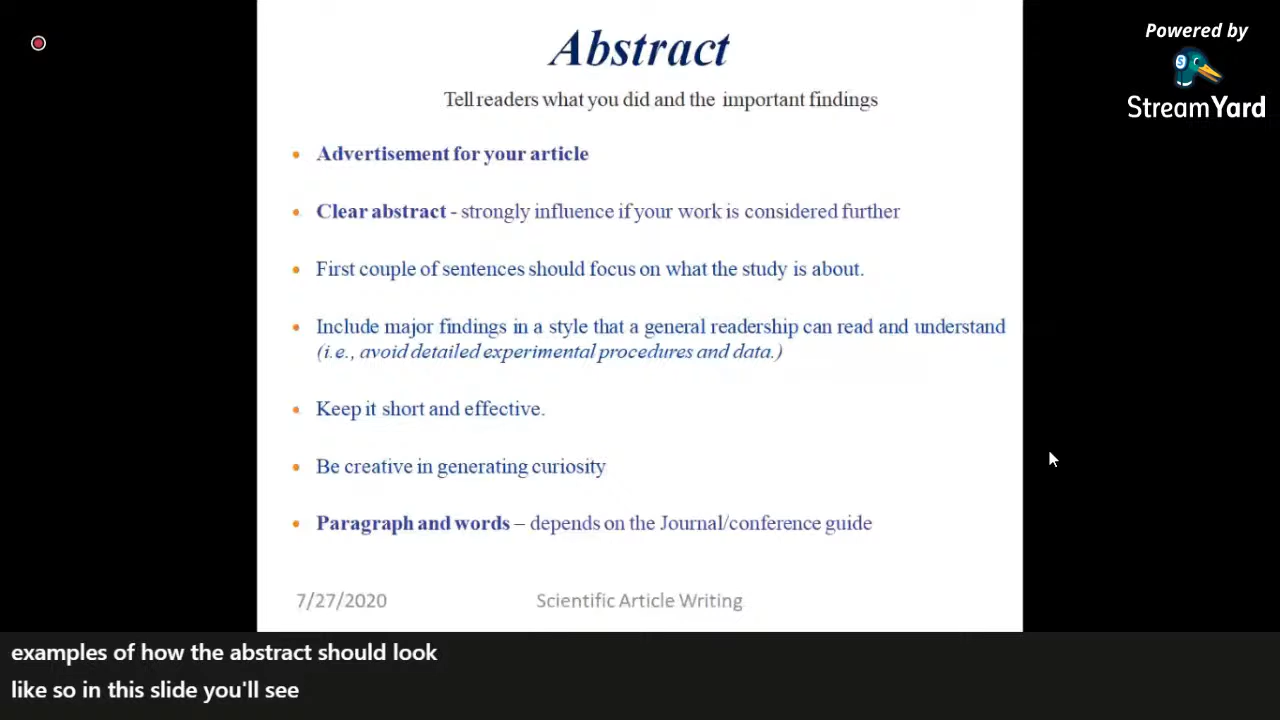 Abstract
Powered by
StreamYard
Tell readers what you did and the important findings
• Advertisement for your article
• Clear abstract - strongly influence if your work is considered further
• First couple of sentences should focus on what the study is about.
• Include major findings in a style that a general readership can read and understand
(i.e., avoid detailed experimental procedures and data.)
• Keep it short and effective.
• Be creative in generating curiosity
• Paragraph and words – depends on the Journal/conference guide
7/27/2020
Scientific Article Writing
examples of how the abstract should look
like so in this slide you'll see